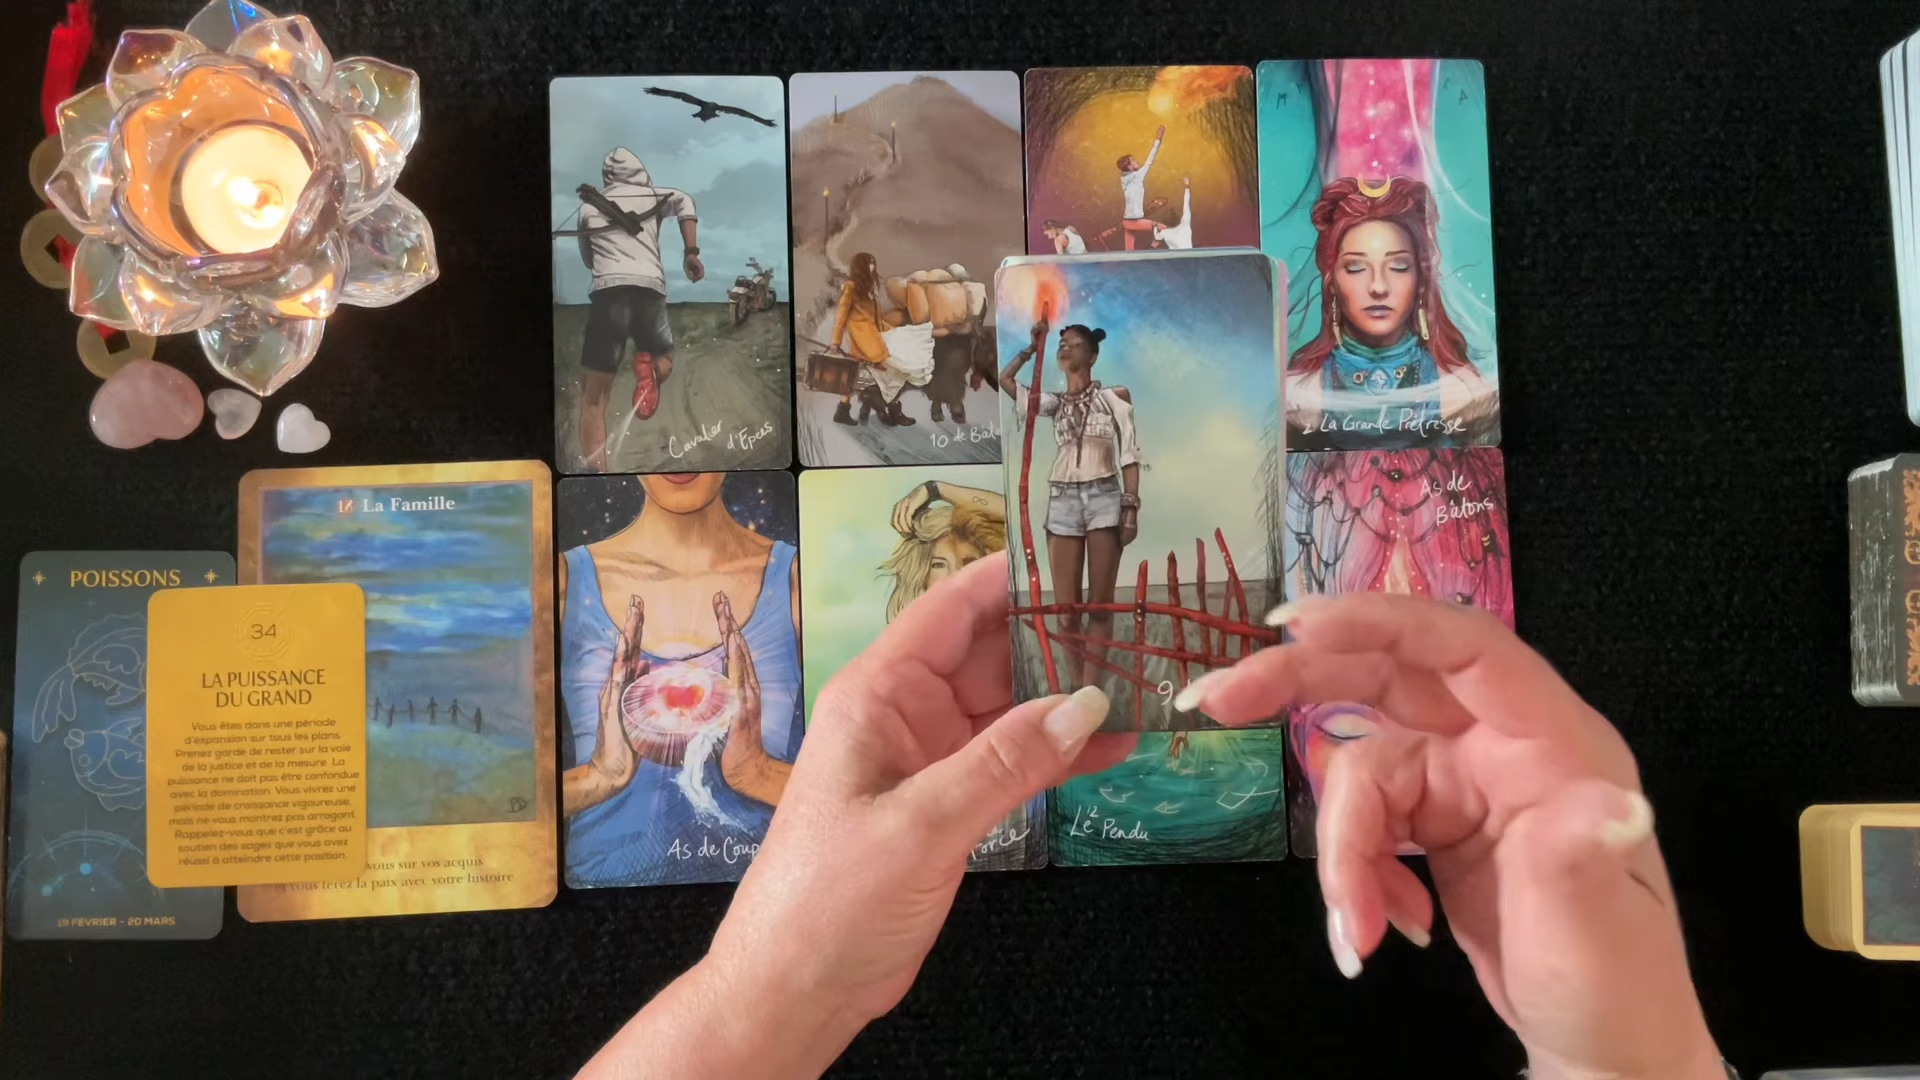 Cavalier
d'Epees
10 de Bâto
2 La Grande Prêtresse
18 La Famille
vous sur vos acquis
et vous ferez la paix avec votre histoire
POISSONS
19 FÉVRIER - 20 MARS
34
LA PUISSANCE
DU GRAND
Vous êtes dans une période
d'expansion sur tous les plans.
Prenez garde de rester sur la voie
de la justice et de la mesure. La
puissance ne doit pas être confondue
avec la domination. Vous vivrez une
période de croissance vigoureuse,
mais ne vous montrez pas arrogant.
Rappelez-vous que c'est grâce au
soutien des sages que vous avez
réussi à atteindre cette position.
As de Coup
orce
9
12
Le Pendu
As de
Bâtons